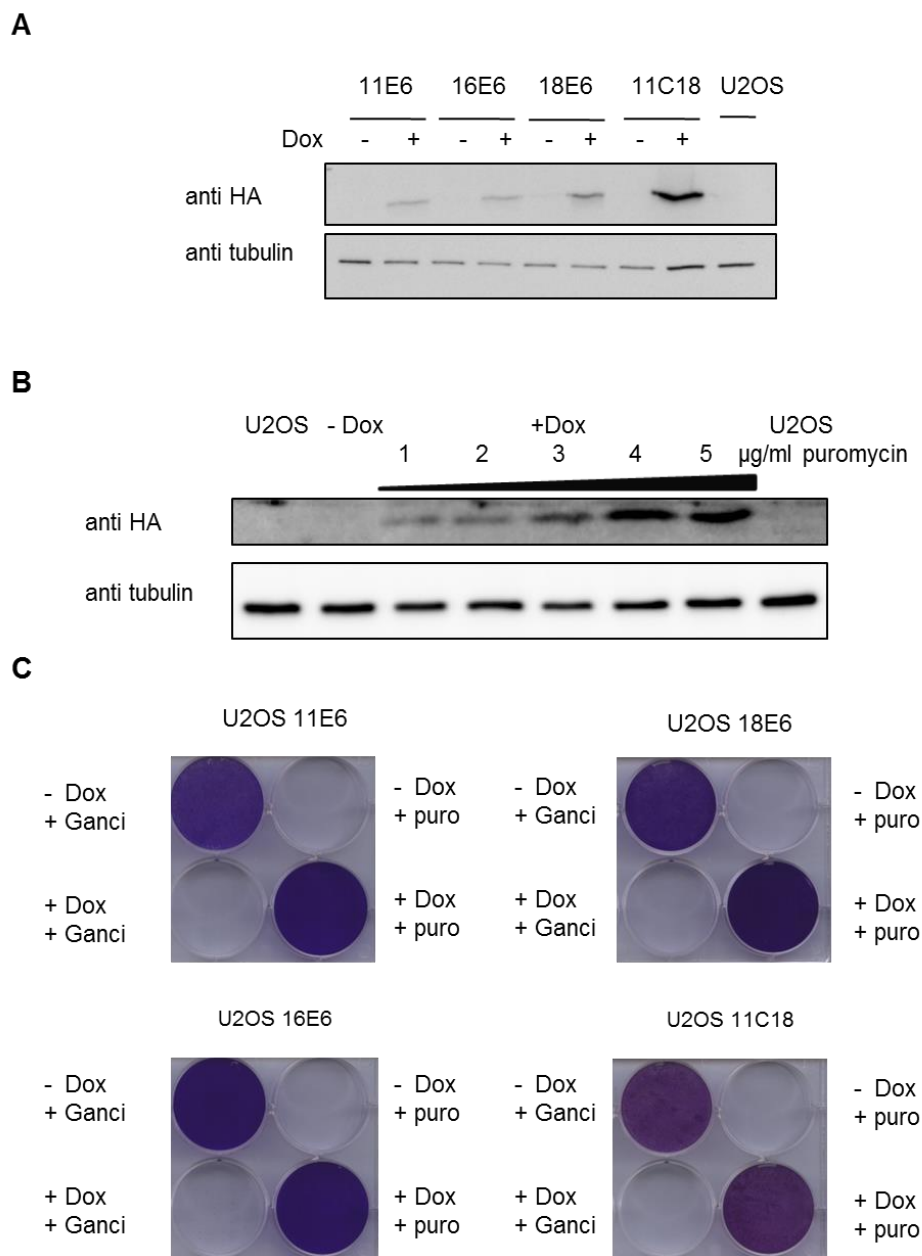 A
11E6 16E6 18E6 11C18 U2OS
Dox - + - + - + - +
anti HA
anti tubulin
B
U2OS - Dox +Dox U2OS
1 2 3 4 5 µg/ml puromycin
anti HA
anti tubulin
C
U2OS 11E6
- Dox
+ Ganci
- Dox
+ puro
+ Dox
+ Ganci
+ Dox
+ puro
U2OS 18E6
- Dox
+ Ganci
- Dox
+ puro
+ Dox
+ Ganci
+ Dox
+ puro
U2OS 16E6
- Dox
+ Ganci
- Dox
+ puro
+ Dox
+ Ganci
+ Dox
+ puro
U2OS 11C18
- Dox
+ Ganci
- Dox
+ puro
+ Dox
+ Ganci
+ Dox
+ puro